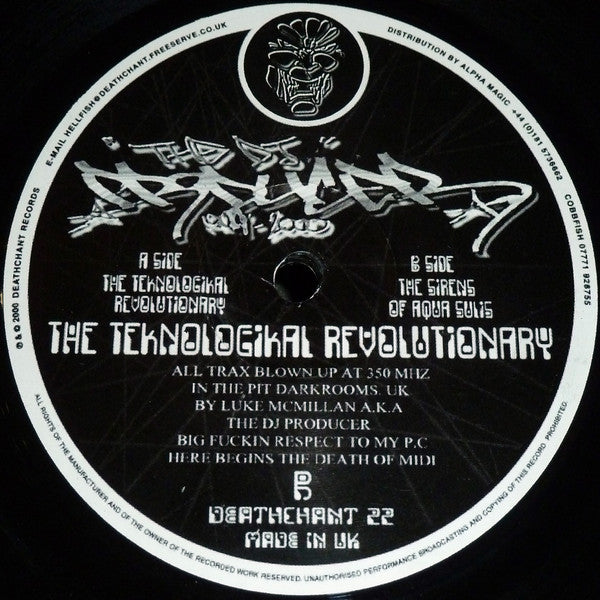 E-MAIL HELLFISH@DEATHCHANT.FREESERVE.CO.UK
DISTRIBUTION BY ALPHA MAGIC +44 (0)181 5736662
COBBFISH 07771 928755
℗ & © 2000 DEATHCHANT RECORDS
"THE DJ
PRODUCER"
A SIDE
THE TEKNOLOGIKAL
REVOLUTIONARY
B SIDE
THE SIRENS
OF AQUA SULIS
THE TEKNOLOGIKAL REVOLUTIONARY
ALL TRAX BLOWN UP AT 350 MHZ
IN THE PIT DARKROOMS. UK
BY LUKE MCMILLAN A.K.A
THE DJ PRODUCER
BIG FUCKIN RESPECT TO MY P.C
HERE BEGINS THE DEATH OF MIDI
DEATHCHANT 22
MADE IN UK
ALL RIGHTS OF THE MANUFACTURER AND OF THE OWNER OF THE RECORDED WORK RESERVED. UNAUTHORISED PERFORMANCE BROADCASTING AND COPYING OF THIS RECORD PROHIBITED.